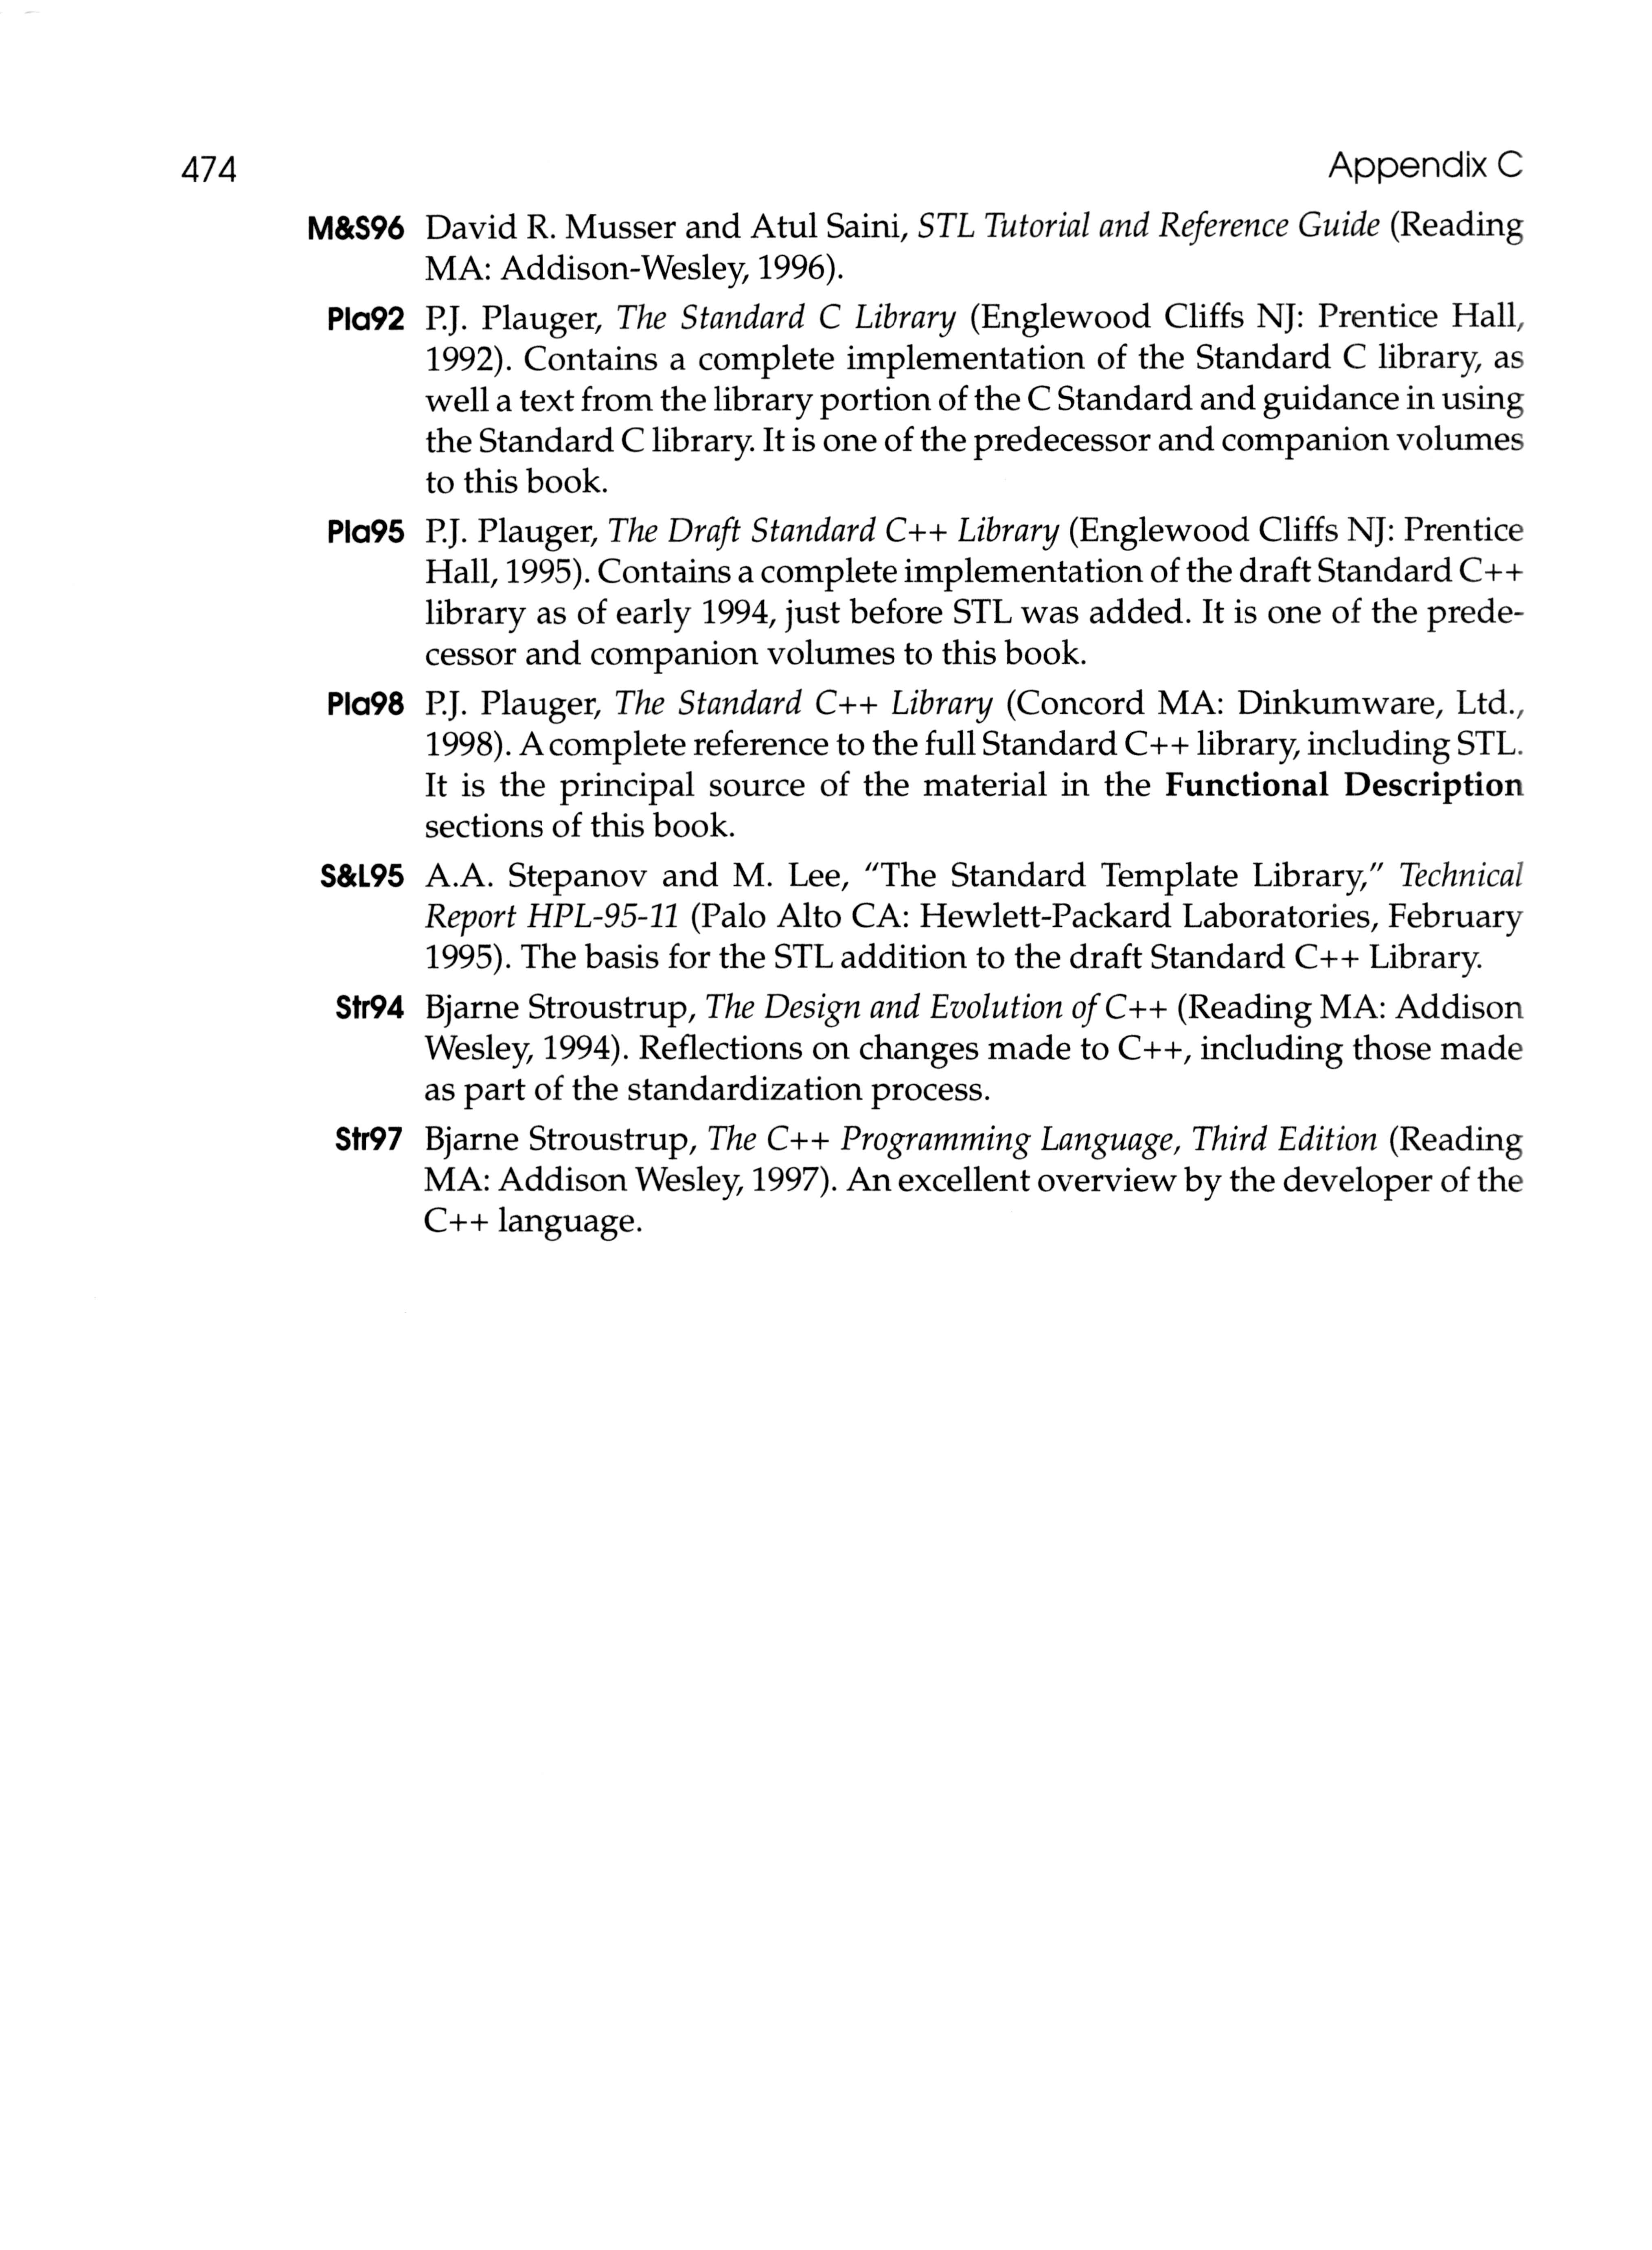 474 Appendix C
M&S96 David R. Musser and Atul Saini, STL Tutorial and Reference Guide (Reading
MA: Addison-Wesley, 1996).
Pla92 P.J. Plauger, The Standard C Library (Englewood Cliffs NJ: Prentice Hall,
1992). Contains a complete implementation of the Standard C library, as
well a text from the library portion of the C Standard and guidance in using
the Standard C library. It is one of the predecessor and companion volumes
to this book.
Pla95 P.J. Plauger, The Draft Standard C++ Library (Englewood Cliffs NJ: Prentice
Hall, 1995). Contains a complete implementation of the draft Standard C++
library as of early 1994, just before STL was added. It is one of the prede-
cessor and companion volumes to this book.
Pla98 P.J. Plauger, The Standard C++ Library (Concord MA: Dinkumware, Ltd.,
1998). A complete reference to the full Standard C++ library, including STL.
It is the principal source of the material in the Functional Description
sections of this book.
S&L95 A.A. Stepanov and M. Lee, "The Standard Template Library," Technical
Report HPL-95-11 (Palo Alto CA: Hewlett-Packard Laboratories, February
1995). The basis for the STL addition to the draft Standard C++ Library.
Str94 Bjarne Stroustrup, The Design and Evolution of C++ (Reading MA: Addison
Wesley, 1994). Reflections on changes made to C++, including those made
as part of the standardization process.
Str97 Bjarne Stroustrup, The C++ Programming Language, Third Edition (Reading
MA: Addison Wesley, 1997). An excellent overview by the developer of the
C++ language.